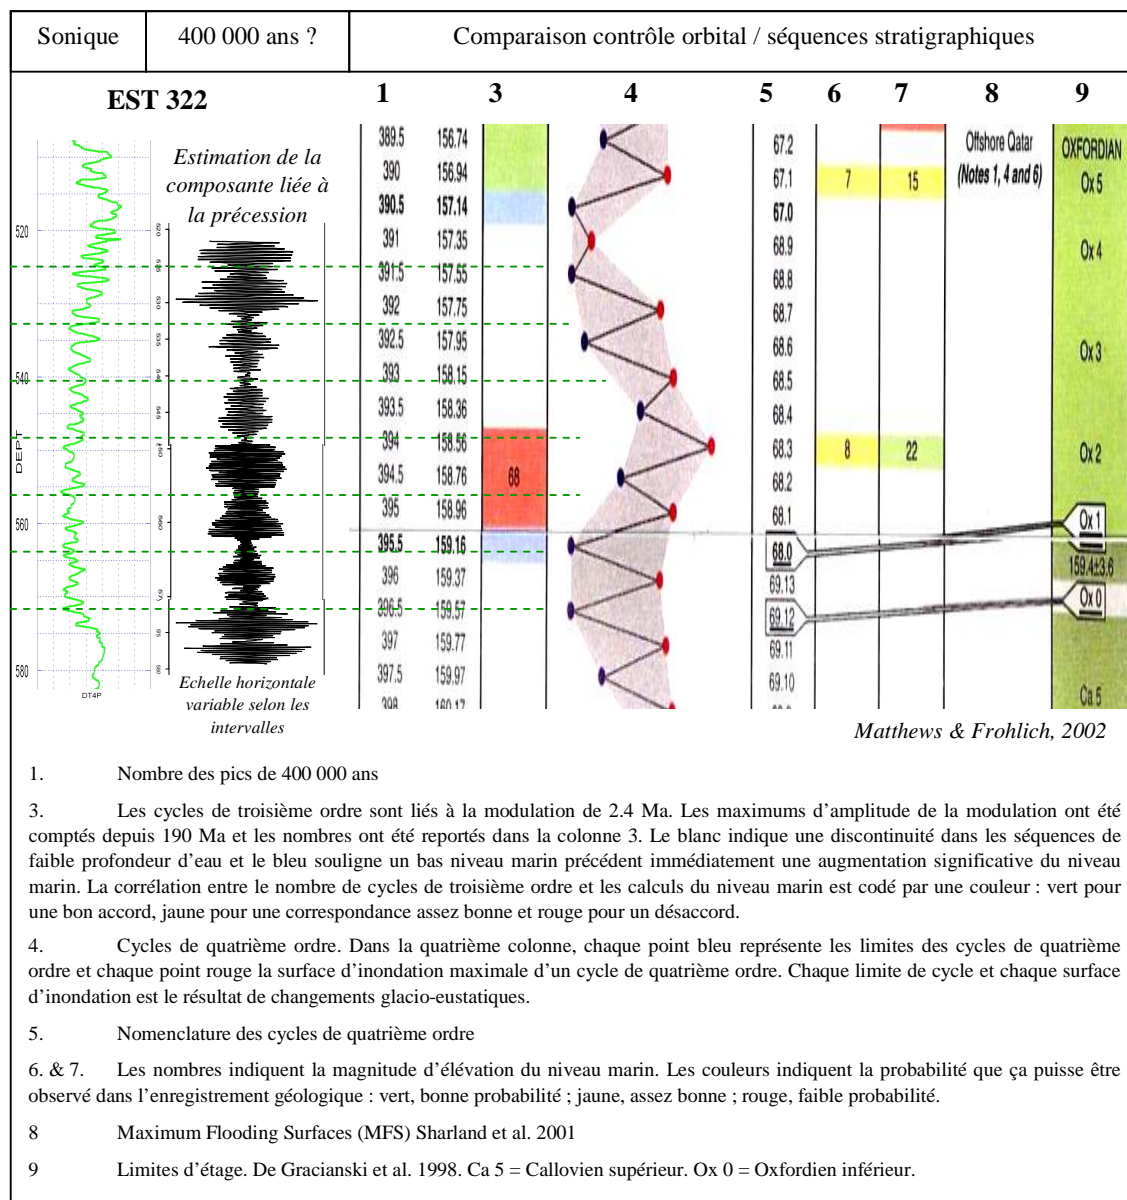 Sonique 400 000 ans ? Comparaison contrôle orbital / séquences stratigraphiques
EST 322
1 3 4 5 6 7 8 9
Estimation de la
composante liée à
la précession
520
540
560
580
DEPT
DT4P
Echelle horizontale
variable selon les
intervalles
389.5 156.74
390 156.94
390.5 157.14
391 157.35
391.5 157.55
392 157.75
392.5 157.95
393 158.15
393.5 158.36
394 158.56
394.5 158.76
395 158.96
395.5 159.16
396 159.37
396.5 159.57
397 159.77
397.5 159.97
398 160.17
68
67.2
67.1
67.0
68.9
68.8
68.7
68.6
68.5
68.4
68.3
68.2
68.1
68.0
69.13
69.12
69.11
69.10
7 15
8 22
Offshore Qatar
(Notes 1, 4 and 6)
OXFORDIAN
Ox 5
Ox 4
Ox 3
Ox 2
Ox 1
159.4±3.6
Ox 0
Ca 5
Matthews & Frohlich, 2002
1. Nombre des pics de 400 000 ans
3. Les cycles de troisième ordre sont liés à la modulation de 2.4 Ma. Les maximums d’amplitude de la modulation ont été
comptés depuis 190 Ma et les nombres ont été reportés dans la colonne 3. Le blanc indique une discontinuité dans les séquences de
faible profondeur d’eau et le bleu souligne un bas niveau marin précédent immédiatement une augmentation significative du niveau
marin. La corrélation entre le nombre de cycles de troisième ordre et les calculs du niveau marin est codé par une couleur : vert pour
une bon accord, jaune pour une correspondance assez bonne et rouge pour un désaccord.
4. Cycles de quatrième ordre. Dans la quatrième colonne, chaque point bleu représente les limites des cycles de quatrième
ordre et chaque point rouge la surface d’inondation maximale d’un cycle de quatrième ordre. Chaque limite de cycle et chaque surface
d’inondation est le résultat de changements glacio-eustatiques.
5. Nomenclature des cycles de quatrième ordre
6. & 7. Les nombres indiquent la magnitude d’élévation du niveau marin. Les couleurs indiquent la probabilité que ça puisse être
observé dans l’enregistrement géologique : vert, bonne probabilité ; jaune, assez bonne ; rouge, faible probabilité.
8 Maximum Flooding Surfaces (MFS) Sharland et al. 2001
9 Limites d’étage. De Gracianski et al. 1998. Ca 5 = Callovien supérieur. Ox 0 = Oxfordien inférieur.